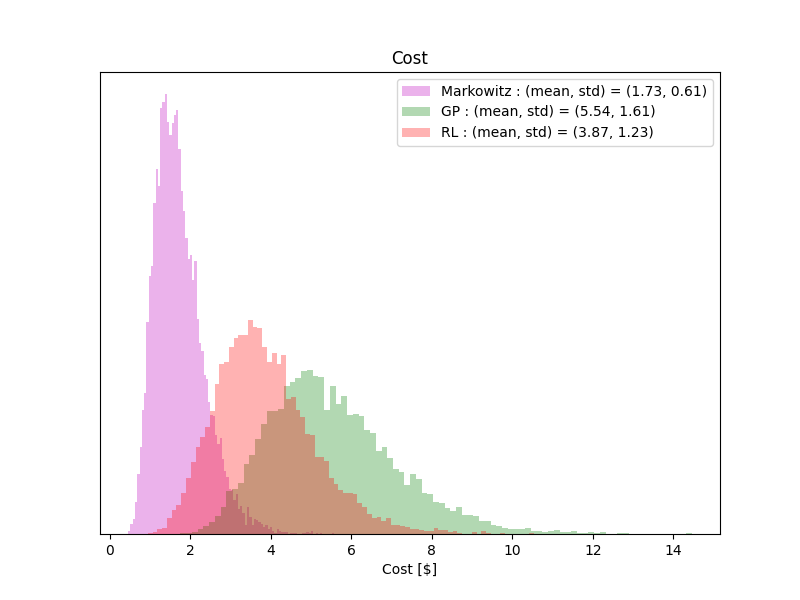 Cost
Markowitz : (mean, std) = (1.73, 0.61)
GP : (mean, std) = (5.54, 1.61)
RL : (mean, std) = (3.87, 1.23)
0 2 4 6 8 10 12 14
Cost [$]